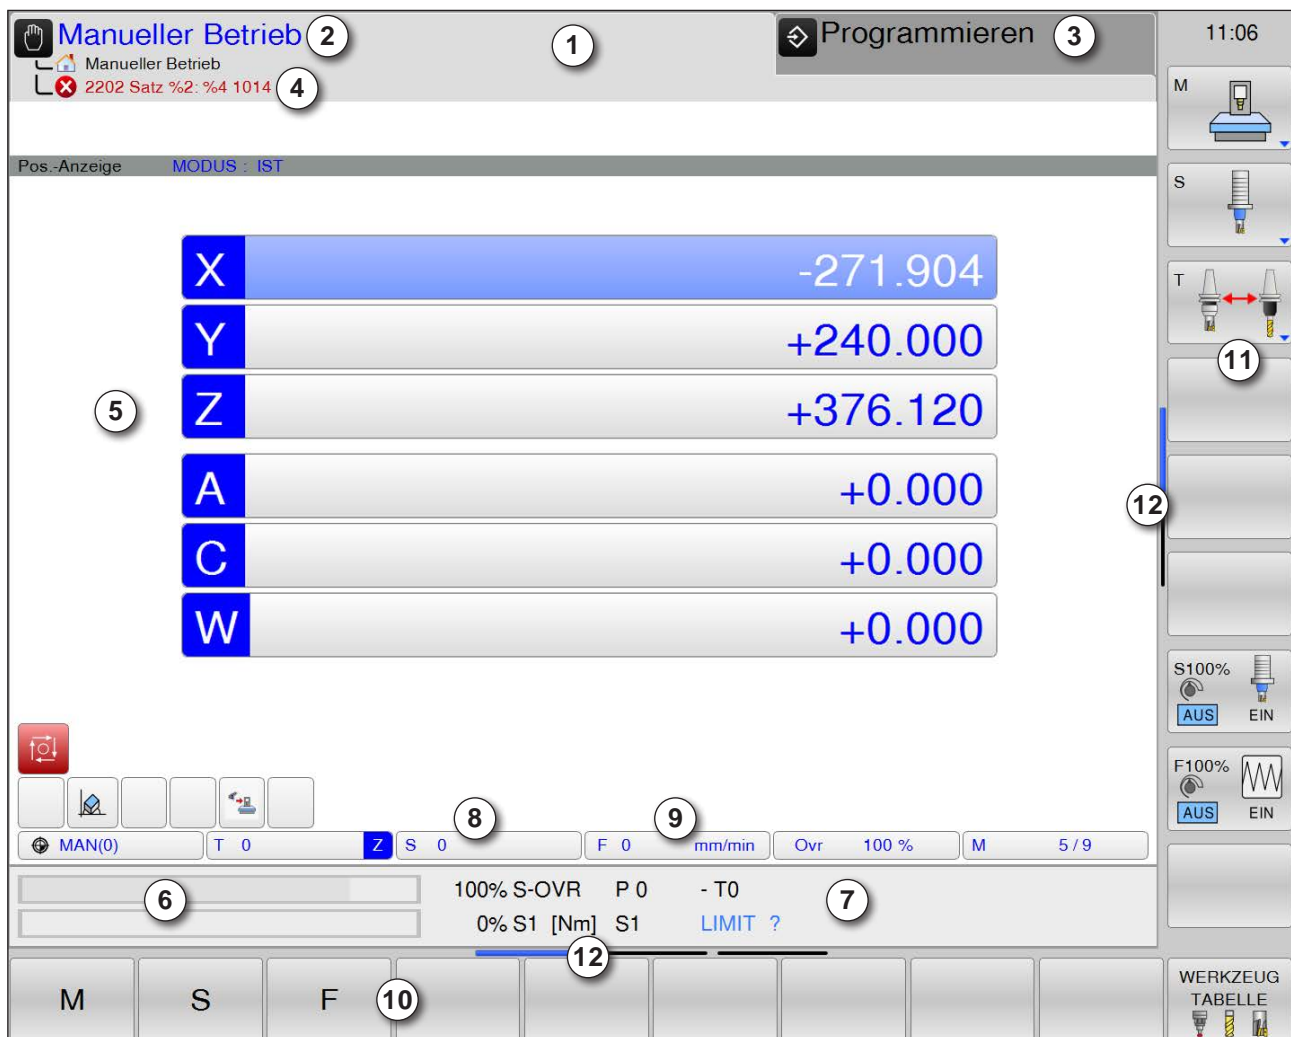 Manueller Betrieb 2
1
Programmieren 3
11:06
Manueller Betrieb
2202 Satz %2: %4 1014 4
M
Pos.-Anzeige MODUS : IST
S
X -271.904
T
Y +240.000
11
5
Z +376.120
A +0.000
12
C +0.000
W +0.000
S100%
AUS EIN
F100%
AUS EIN
8
9
MAN(0) T 0 Z S 0 F 0 mm/min Ovr 100 % M 5 / 9
6
100% S-OVR P 0 - T0
7
0% S1 [Nm] S1 LIMIT ?
12
M S F 10
WERKZEUG
TABELLE